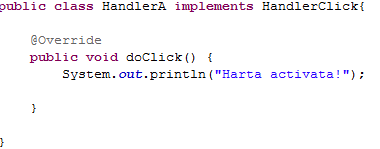 public class HandlerA implements HandlerClick{
@Override
public void doClick() {
System.out.println("Harta activata!");
}
}